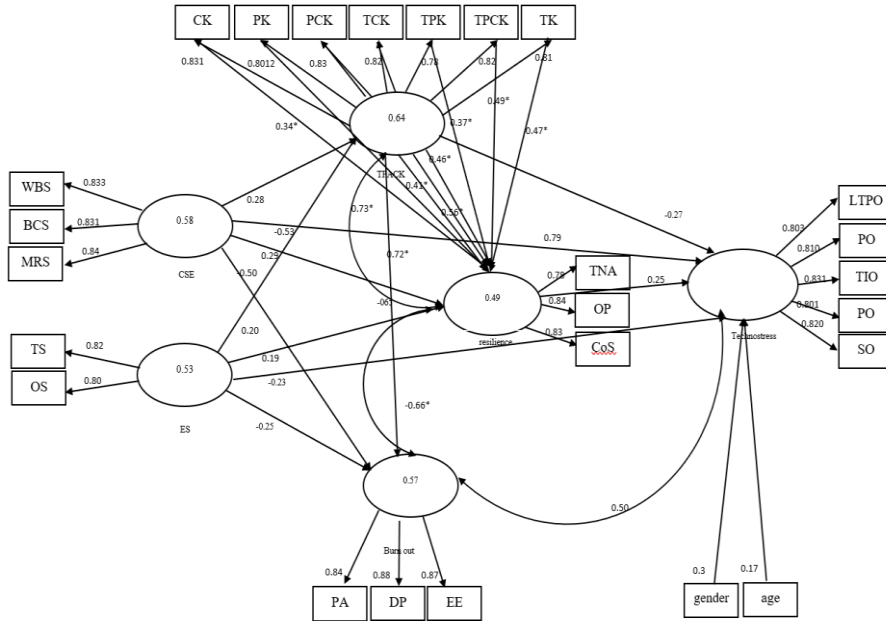 CK PK PCK TCK TPK TPCK TK
0.831 0.8012 0.83 0.82 0.78 0.82 0.81
0.64
0.34* 0.37* 0.49* 0.47*
TPACK
0.46*
0.41*
0.56*
0.73*
0.72*
WBS 0.833
BCS 0.831
MRS 0.84
0.58
CSE
0.28
-0.53
0.29
-0.50
0.79
-0.27
LTPO 0.803
PO 0.810
TIO 0.831
PO 0.801
SO 0.820
Technostress
TNA 0.78
OP 0.84
CoS 0.83
0.25
0.49
resilience
-065
TS 0.82
OS 0.80
0.53
ES
0.20
0.19
-0.23
-0.25
-0.66*
0.57
Burn out
0.50
0.84 0.88 0.87
PA DP EE
0.3 0.17
gender age